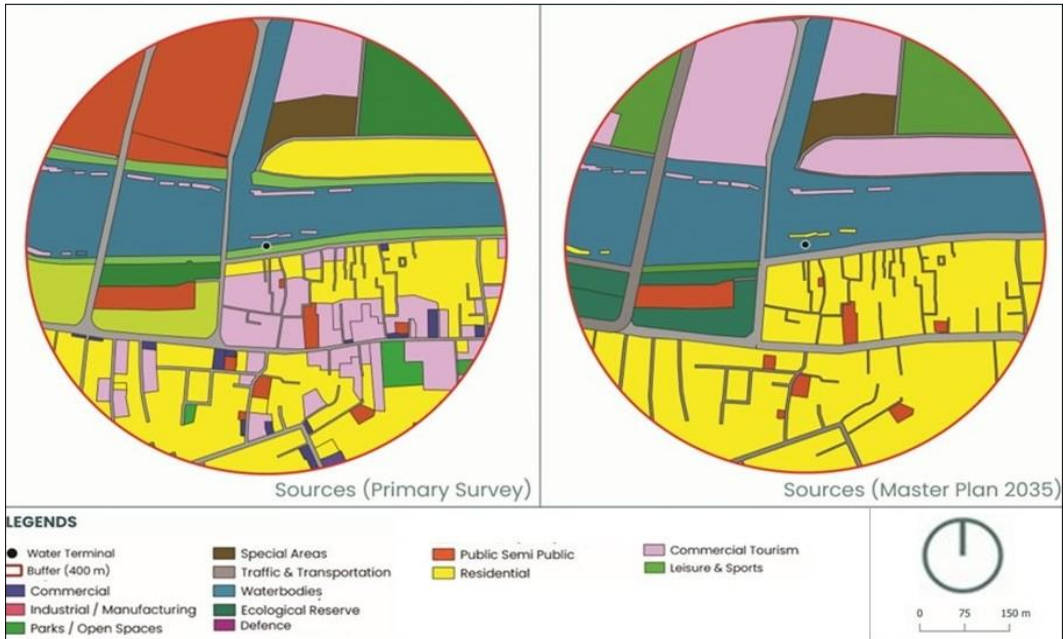 Sources (Primary Survey)
Sources (Master Plan 2035)
LEGENDS
Water Terminal
Buffer (400 m)
Commercial
Industrial / Manufacturing
Parks / Open Spaces
Special Areas
Traffic & Transportation
Waterbodies
Ecological Reserve
Defence
Public Semi Public
Residential
Commercial Tourism
Leisure & Sports
0 75 150 m